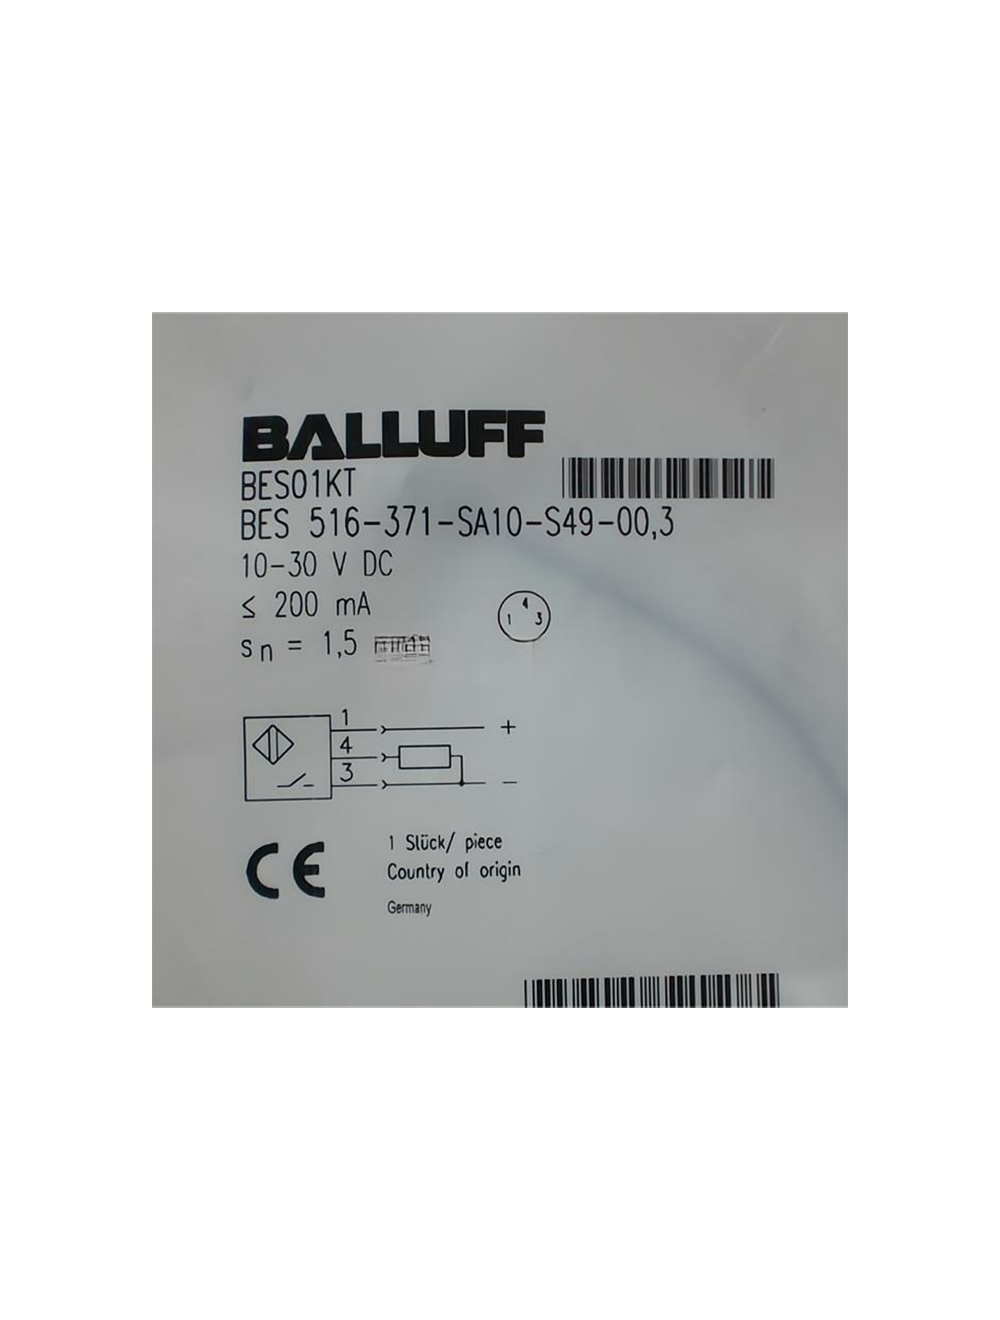 BALLUFF
BES01KT
BES 516-371-SA10-S49-00,3
10-30 V DC
≤ 200 mA
4
1 3
sn = 1,5
1
+
4
3
−
CE
1 Stück/ piece
Country of origin
Germany